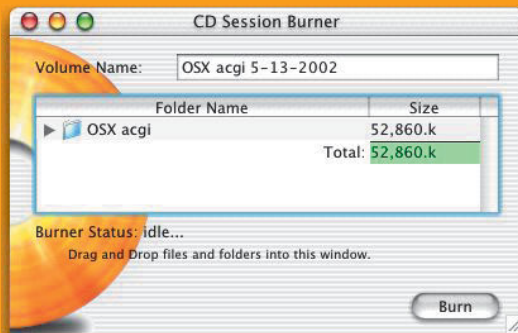 CD Session Burner
Volume Name: OSX acgi 5-13-2002
Folder Name Size
OSX acgi 52,860.k
Total: 52,860.k
Burner Status: idle...
Drag and Drop files and folders into this window.
Burn